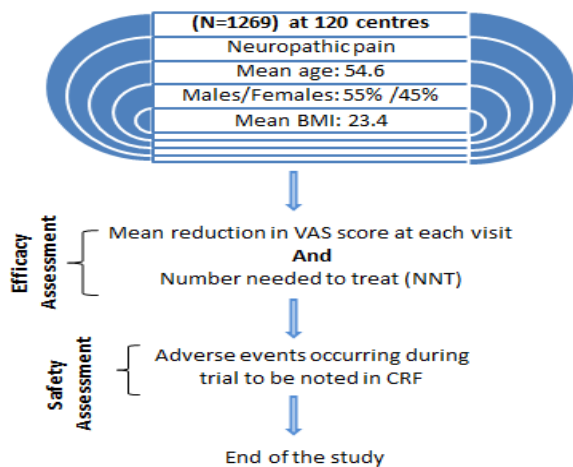 (N=1269) at 120 centres
Neuropathic pain
Mean age: 54.6
Males/Females: 55% /45%
Mean BMI: 23.4
Efficacy
Assessment
Mean reduction in VAS score at each visit
And
Number needed to treat (NNT)
Safety
Assessment
Adverse events occurring during
trial to be noted in CRF
End of the study